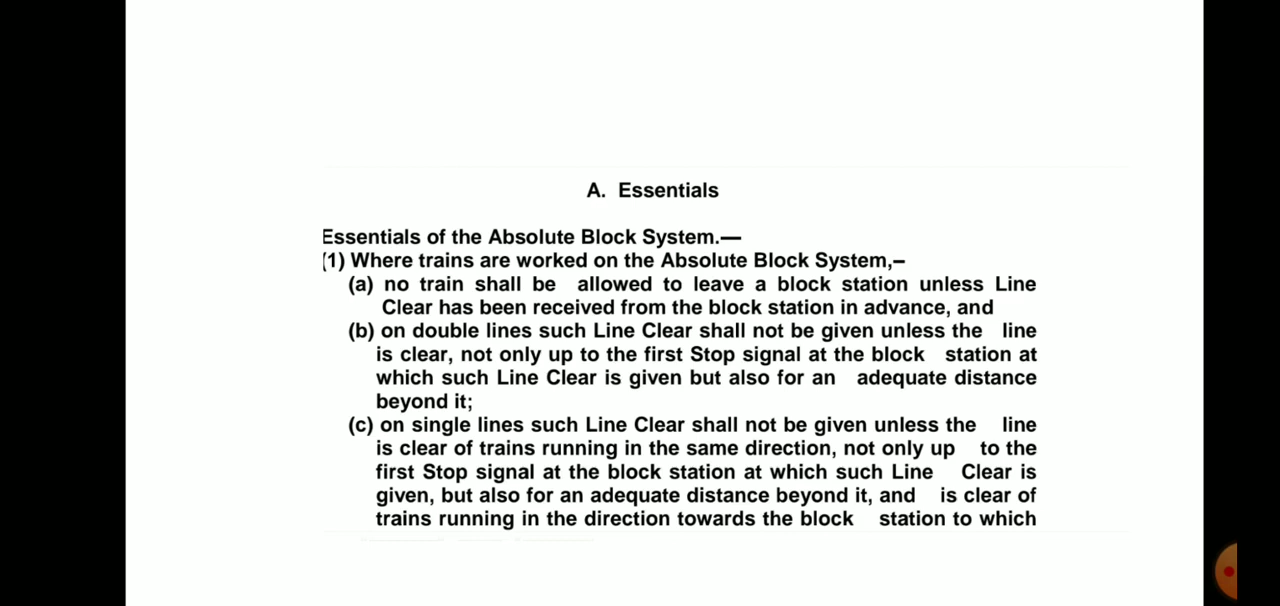 A. Essentials
Essentials of the Absolute Block System.—
(1) Where trains are worked on the Absolute Block System,–
(a) no train shall be allowed to leave a block station unless Line
Clear has been received from the block station in advance, and
(b) on double lines such Line Clear shall not be given unless the line
is clear, not only up to the first Stop signal at the block station at
which such Line Clear is given but also for an adequate distance
beyond it;
(c) on single lines such Line Clear shall not be given unless the line
is clear of trains running in the same direction, not only up to the
first Stop signal at the block station at which such Line Clear is
given, but also for an adequate distance beyond it, and is clear of
trains running in the direction towards the block station to which